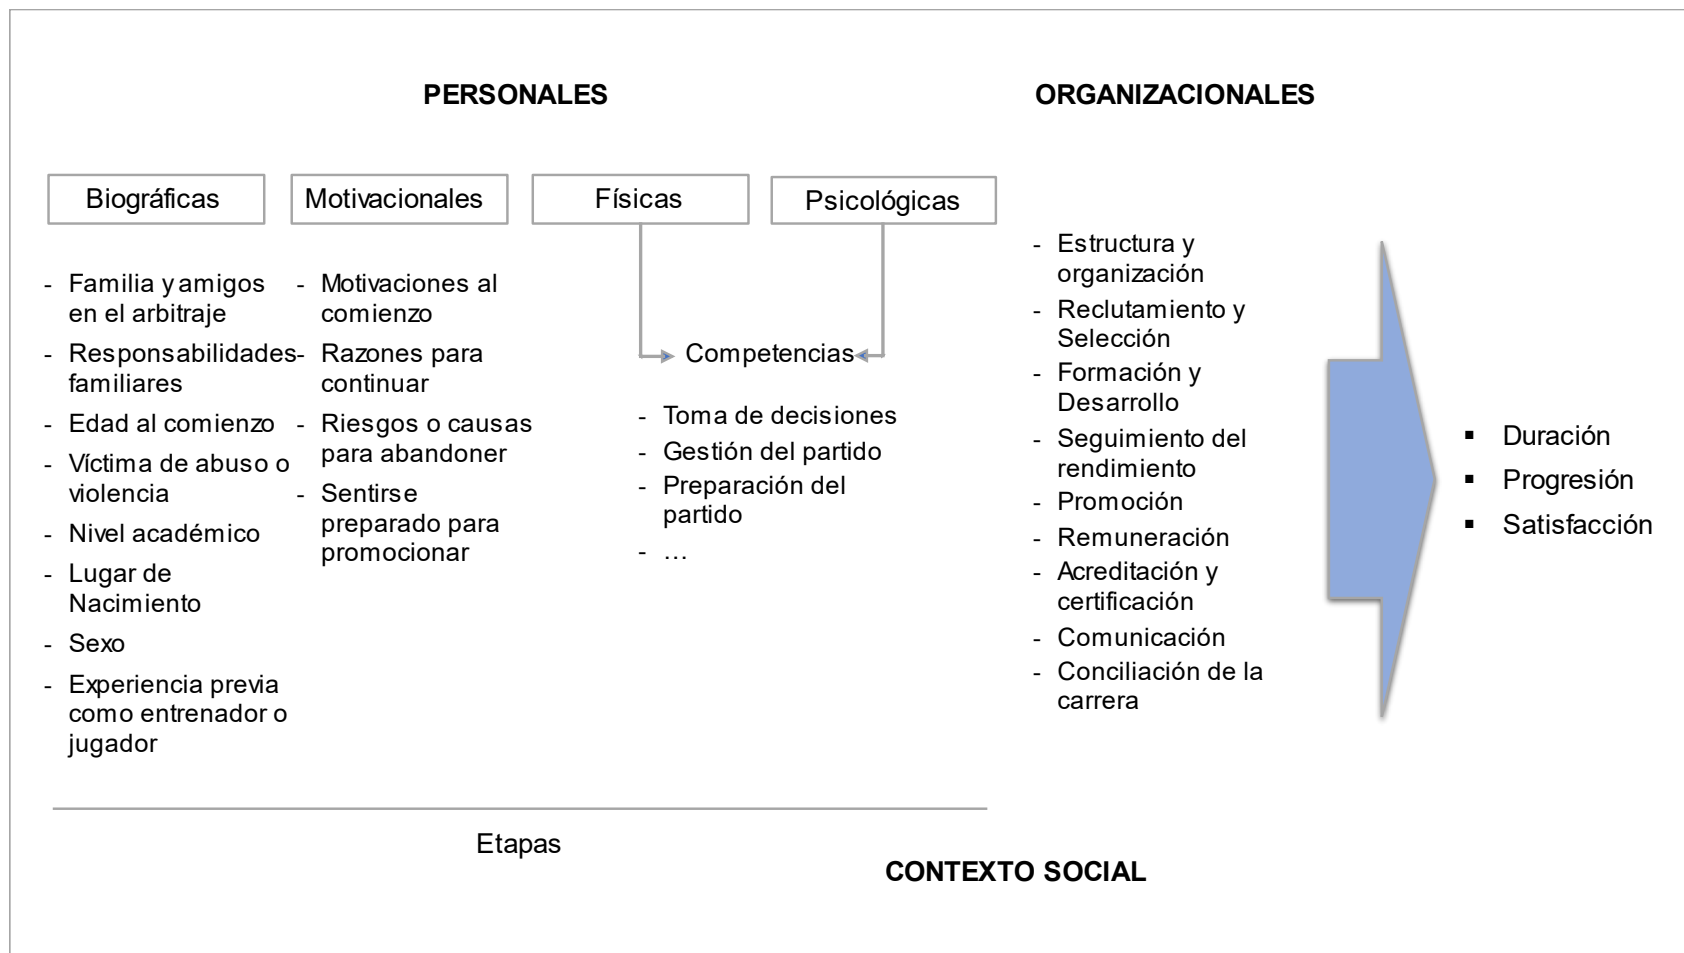 PERSONALES
ORGANIZACIONALES
Biográficas
Motivacionales
Físicas
Psicológicas
- Familia y amigos
en el arbitraje
- Responsabilidades
familiares
- Edad al comienzo
- Víctima de abuso o
violencia
- Nivel académico
- Lugar de
Nacimiento
- Sexo
- Experiencia previa
como entrenador o
jugador
- Motivaciones al
comienzo
- Razones para
continuar
- Riesgos o causas
para abandoner
- Sentirse
preparado para
promocionar
Competencias
- Toma de decisiones
- Gestión del partido
- Preparación del
partido
- …
- Estructura y
organización
- Reclutamiento y
Selección
- Formación y
Desarrollo
- Seguimiento del
rendimiento
- Promoción
- Remuneración
- Acreditación y
certificación
- Comunicación
- Conciliación de la
carrera
▪ Duración
▪ Progresión
▪ Satisfacción
Etapas
CONTEXTO SOCIAL